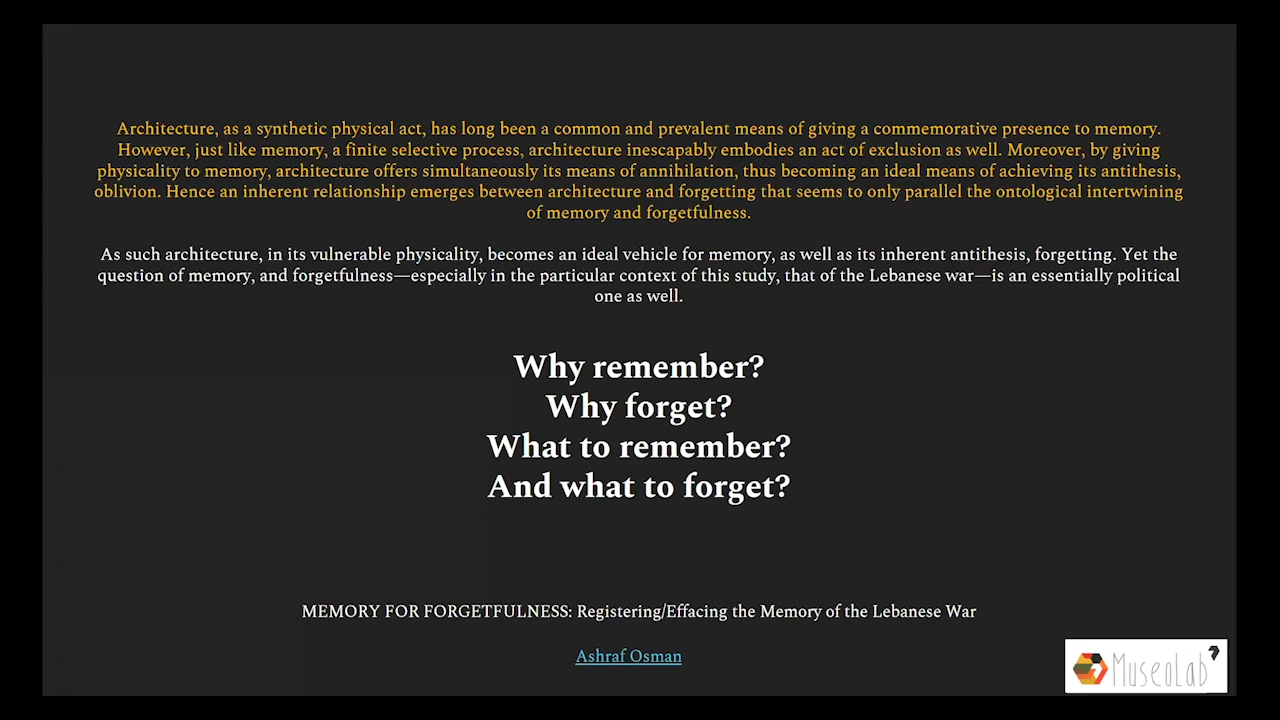 Architecture, as a synthetic physical act, has long been a common and prevalent means of giving a commemorative presence to memory.
However, just like memory, a finite selective process, architecture inescapably embodies an act of exclusion as well. Moreover, by giving
physicality to memory, architecture offers simultaneously its means of annihilation, thus becoming an ideal means of achieving its antithesis,
oblivion. Hence an inherent relationship emerges between architecture and forgetting that seems to only parallel the ontological intertwining
of memory and forgetfulness.
As such architecture, in its vulnerable physicality, becomes an ideal vehicle for memory, as well as its inherent antithesis, forgetting. Yet the
question of memory, and forgetfulness—especially in the particular context of this study, that of the Lebanese war—is an essentially political
one as well.
Why remember?
Why forget?
What to remember?
And what to forget?
MEMORY FOR FORGETFULNESS: Registering/Effacing the Memory of the Lebanese War
Ashraf Osman
MuseoLab